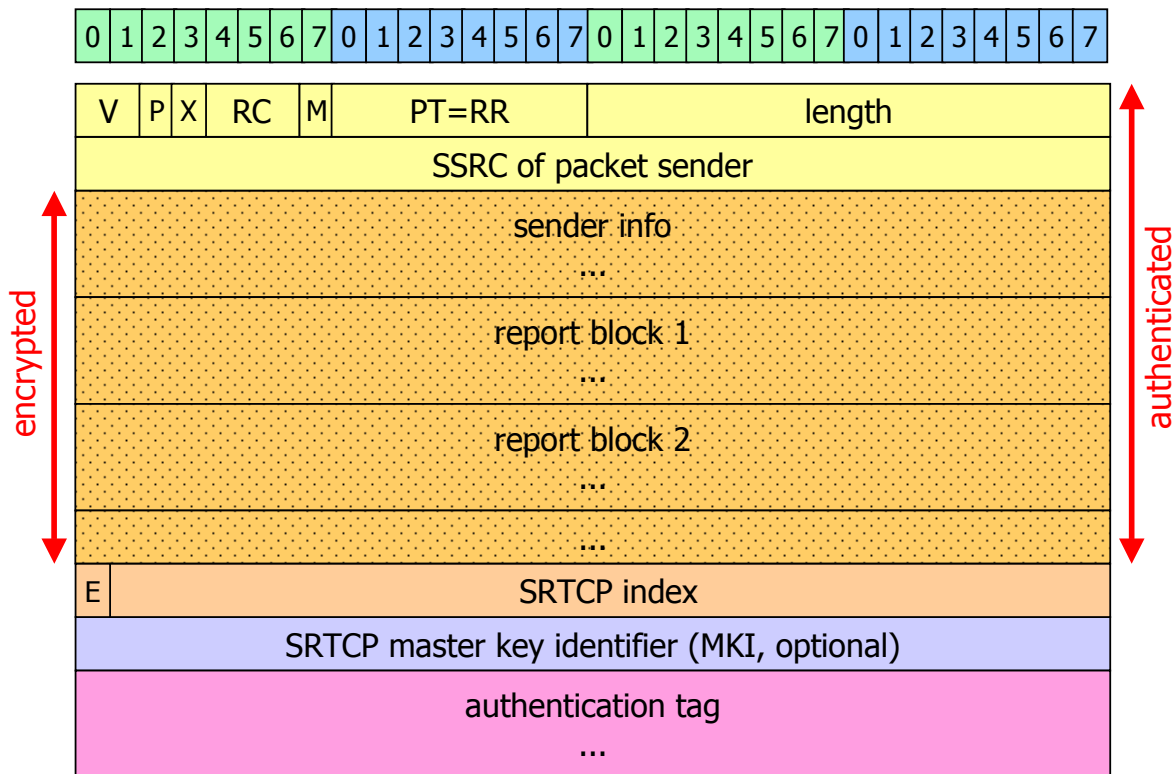 0 1 2 3 4 5 6 7 0 1 2 3 4 5 6 7 0 1 2 3 4 5 6 7 0 1 2 3 4 5 6 7
V P X RC M PT=RR length
SSRC of packet sender
sender info
...
report block 1
...
report block 2
...
...
E SRTCP index
SRTCP master key identifier (MKI, optional)
authentication tag
...
encrypted
authenticated